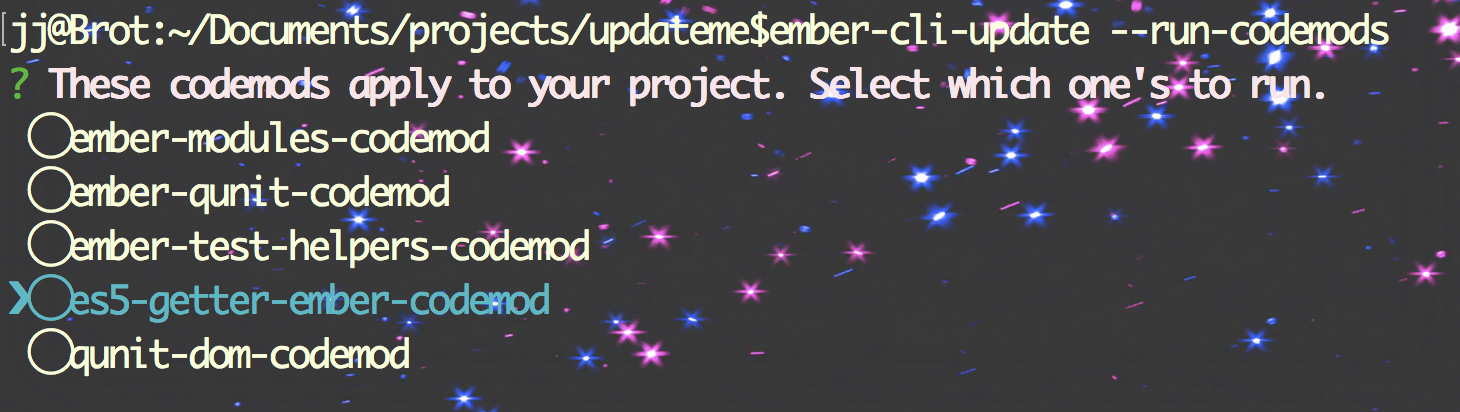 jj@Brot:~/Documents/projects/updateme$ember-cli-update --run-codemods
? These codemods apply to your project. Select which one's to run.
◯ember-modules-codemod
◯ember-qunit-codemod
◯ember-test-helpers-codemod
❯◯es5-getter-ember-codemod
◯qunit-dom-codemod